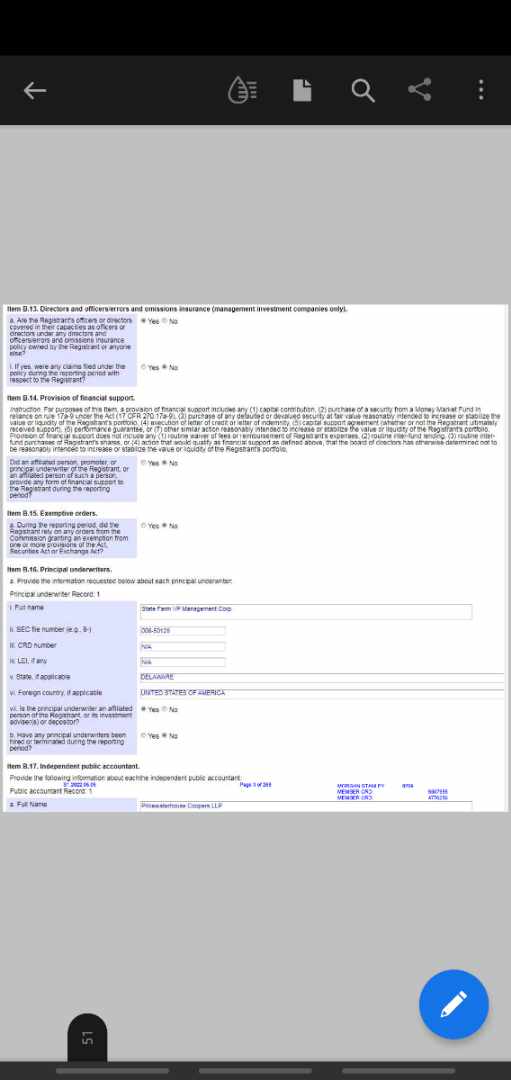 Item B.13. Directors and officers/errors and omissions insurance (management investment companies only).
a. Are the Registrant's officers or directors
covered in their capacities as officers or
directors under any directors and
officers/errors and omissions insurance
policy owned by the Registrant or anyone
else?
Yes No
i. If yes, were any claims filed under the
policy during the reporting period with
respect to the Registrant?
Yes No
Item B.14. Provision of financial support.
Instruction. For purposes of this Item, a provision of financial support includes any (1) capital contribution, (2) purchase of a security from a Money Market Fund in
reliance on rule 17a-9 under the Act (17 CFR 270.17a-9), (3) purchase of any defaulted or devalued security at fair value reasonably intended to increase or stabilize the
value or liquidity of the Registrant's portfolio, (4) execution of letter of credit or letter of indemnity, (5) capital support agreement (whether or not the Registrant ultimately
received support), (6) performance guarantee, or (7) other similar action reasonably intended to increase or stabilize the value or liquidity of the Registrant's portfolio.
Provision of financial support does not include any (1) routine waiver of fees or reimbursement of Registrant's expenses, (2) routine inter-fund lending, (3) routine inter-
fund purchases of Registrant's shares, or (4) action that would qualify as financial support as defined above, that the board of directors has otherwise determined not to
be reasonably intended to increase or stabilize the value or liquidity of the Registrant's portfolio.
Did an affiliated person, promoter, or
principal underwriter of the Registrant, or
an affiliated person of such a person,
provide any form of financial support to
the Registrant during the reporting
period?
Yes No
Item B.15. Exemptive orders.
a. During the reporting period, did the
Registrant rely on any orders from the
Commission granting an exemption from
one or more provisions of the Act,
Securities Act or Exchange Act?
Yes No
Item B.16. Principal underwriters.
a. Provide the information requested below about each principal underwriter:
Principal underwriter Record: 1
i. Full name
State Farm VP Management Corp.
ii. SEC file number (e.g., 8-)
008-53128
iii. CRD number
N/A
iv. LEI, if any
N/A
v. State, if applicable
DELAWARE
vi. Foreign country, if applicable
UNITED STATES OF AMERICA
vii. Is the principal underwriter an affiliated
person of the Registrant, or its investment
adviser(s) or depositor?
Yes No
b. Have any principal underwriters been
hired or terminated during the reporting
period?
Yes No
Item B.17. Independent public accountant.
Provide the following information about eachthe independent public accountant:
ST 2022.06.05 Page 3 of 268 MORGAN STANLEY
Public accountant Record: 1
MEMBER CRD
MEMBER CRD
a. Full Name
Pricewaterhouse Coopers LLP
51